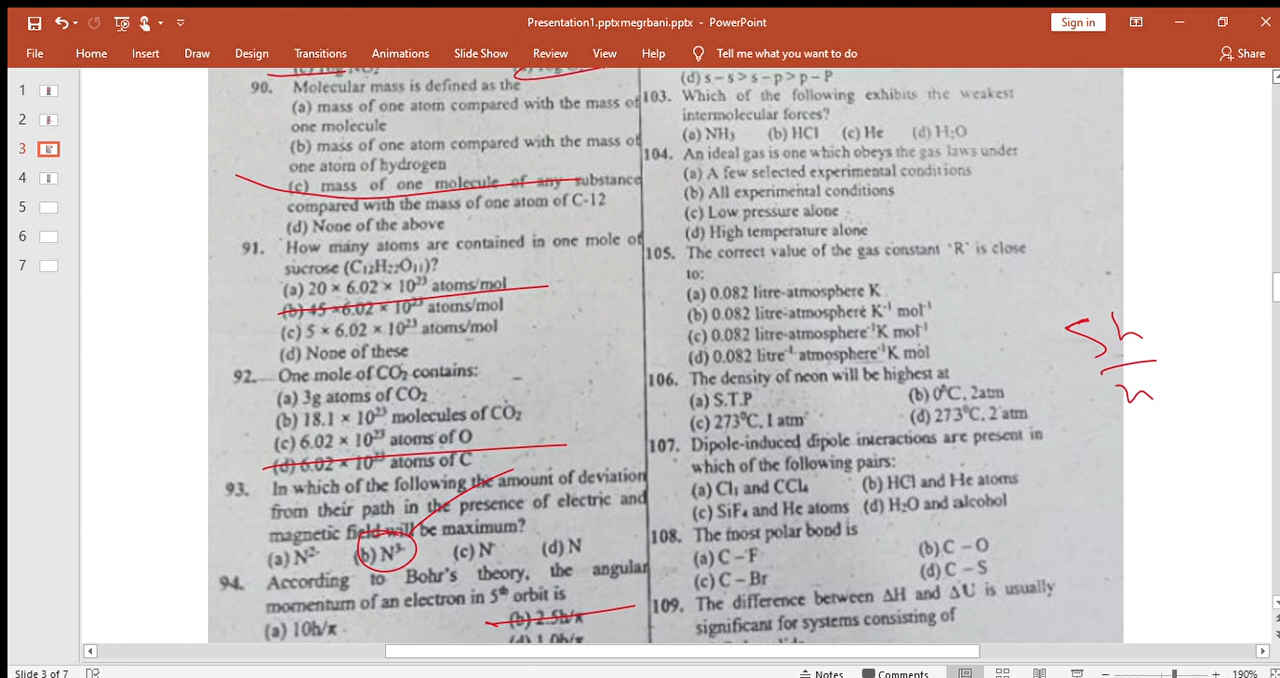 Presentation1.pptxmegrbani.pptx - PowerPoint
Sign in
File Home Insert Draw Design Transitions Animations Slide Show Review View Help Tell me what you want to do Share
1
2
3
4
5
6
7
90. Molecular mass is defined as the
(a) mass of one atom compared with the mass of
one molecule
(b) mass of one atom compared with the mass of
one atom of hydrogen
(c) mass of one molecule of any substance
compared with the mass of one atom of C-12
(d) None of the above
91. How many atoms are contained in one mole of
sucrose (C₁₂H₂₂O₁₁)?
(a) 20 × 6.02 × 10²³ atoms/mol
(b) 45 ×6.02 × 10²³ atoms/mol
(c) 5 × 6.02 × 10²³ atoms/mol
(d) None of these
92. One mole of CO₂ contains:
(a) 3g atoms of CO₂
(b) 18.1 × 10²³ molecules of CO₂
(c) 6.02 × 10²³ atoms of O
(d) 6.02 × 10²³ atoms of C
93. In which of the following the amount of deviation
from their path in the presence of electric and
magnetic field will be maximum?
(a) N²⁻ (b) N³⁻ (c) N⁻ (d) N
94. According to Bohr's theory, the angular
momentum of an electron in 5ᵗʰ orbit is
(a) 10h/π (b) 2.5h/π
(d) 1.0h/π
(d) s – s > s – p > p – P
103. Which of the following exhibits the weakest
intermolecular forces?
(a) NH₃ (b) HCl (c) He (d) H₂O
104. An ideal gas is one which obeys the gas laws under
(a) A few selected experimental conditions
(b) All experimental conditions
(c) Low pressure alone
(d) High temperature alone
105. The correct value of the gas constant `R` is close
to:
(a) 0.082 litre-atmosphere K
(b) 0.082 litre-atmosphere K⁻¹ mol⁻¹
(c) 0.082 litre-atmosphere⁻¹K mol⁻¹
(d) 0.082 litre⁻¹ atmosphere⁻¹K mol
106. The density of neon will be highest at
(a) S.T.P (b) 0⁰C, 2atm
(c) 273⁰C, 1 atm (d) 273⁰C, 2 atm
107. Dipole-induced dipole interactions are present in
which of the following pairs:
(a) Cl₂ and CCl₄ (b) HCl and He atoms
(c) SiF₄ and He atoms (d) H₂O and alcohol
108. The most polar bond is
(a) C – F (b) C – O
(c) C – Br (d) C – S
109. The difference between ΔH and ΔU is usually
significant for systems consisting of
5h
Slide 3 of 7 Notes Comments 190%